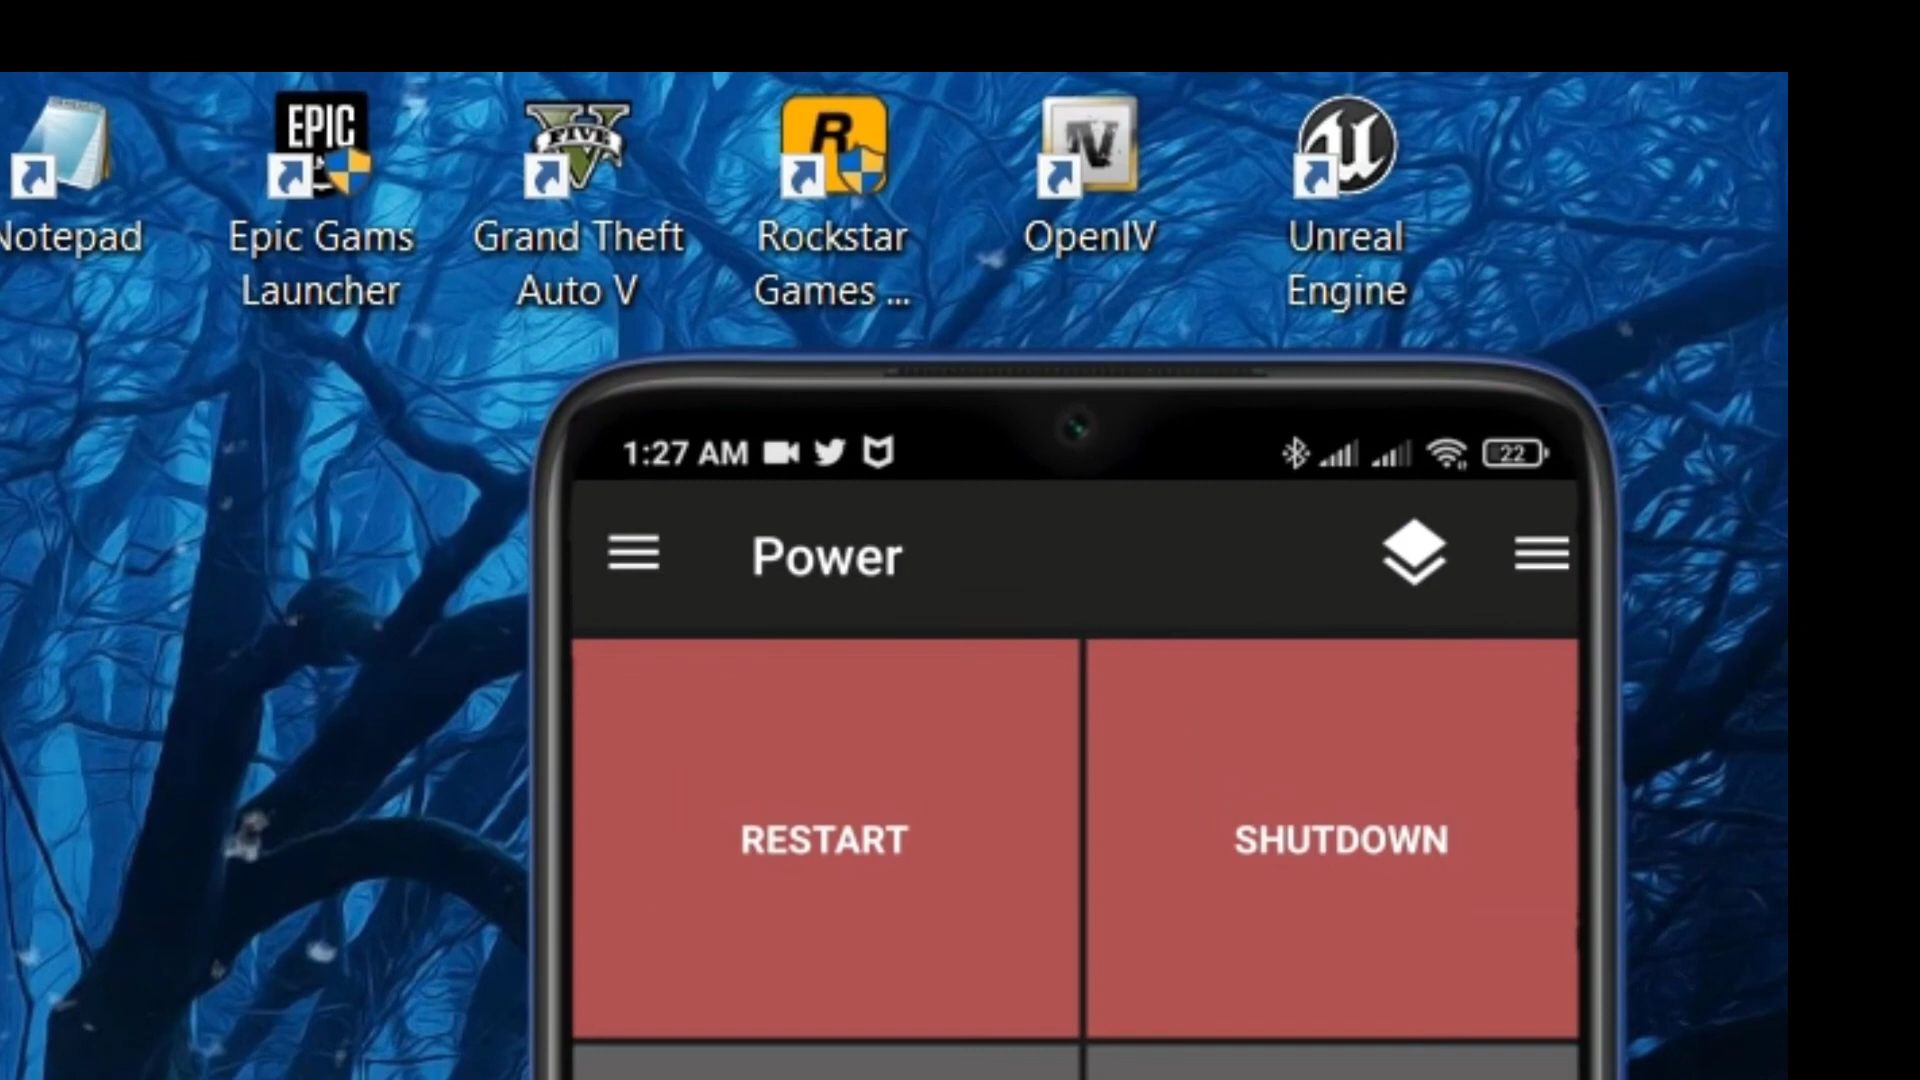 EPIC
FIVE
R
IV
Notepad
Epic Gams
Launcher
Grand Theft
Auto V
Rockstar
Games ...
OpenIV
Unreal
Engine
1:27 AM
22
Power
RESTART
SHUTDOWN